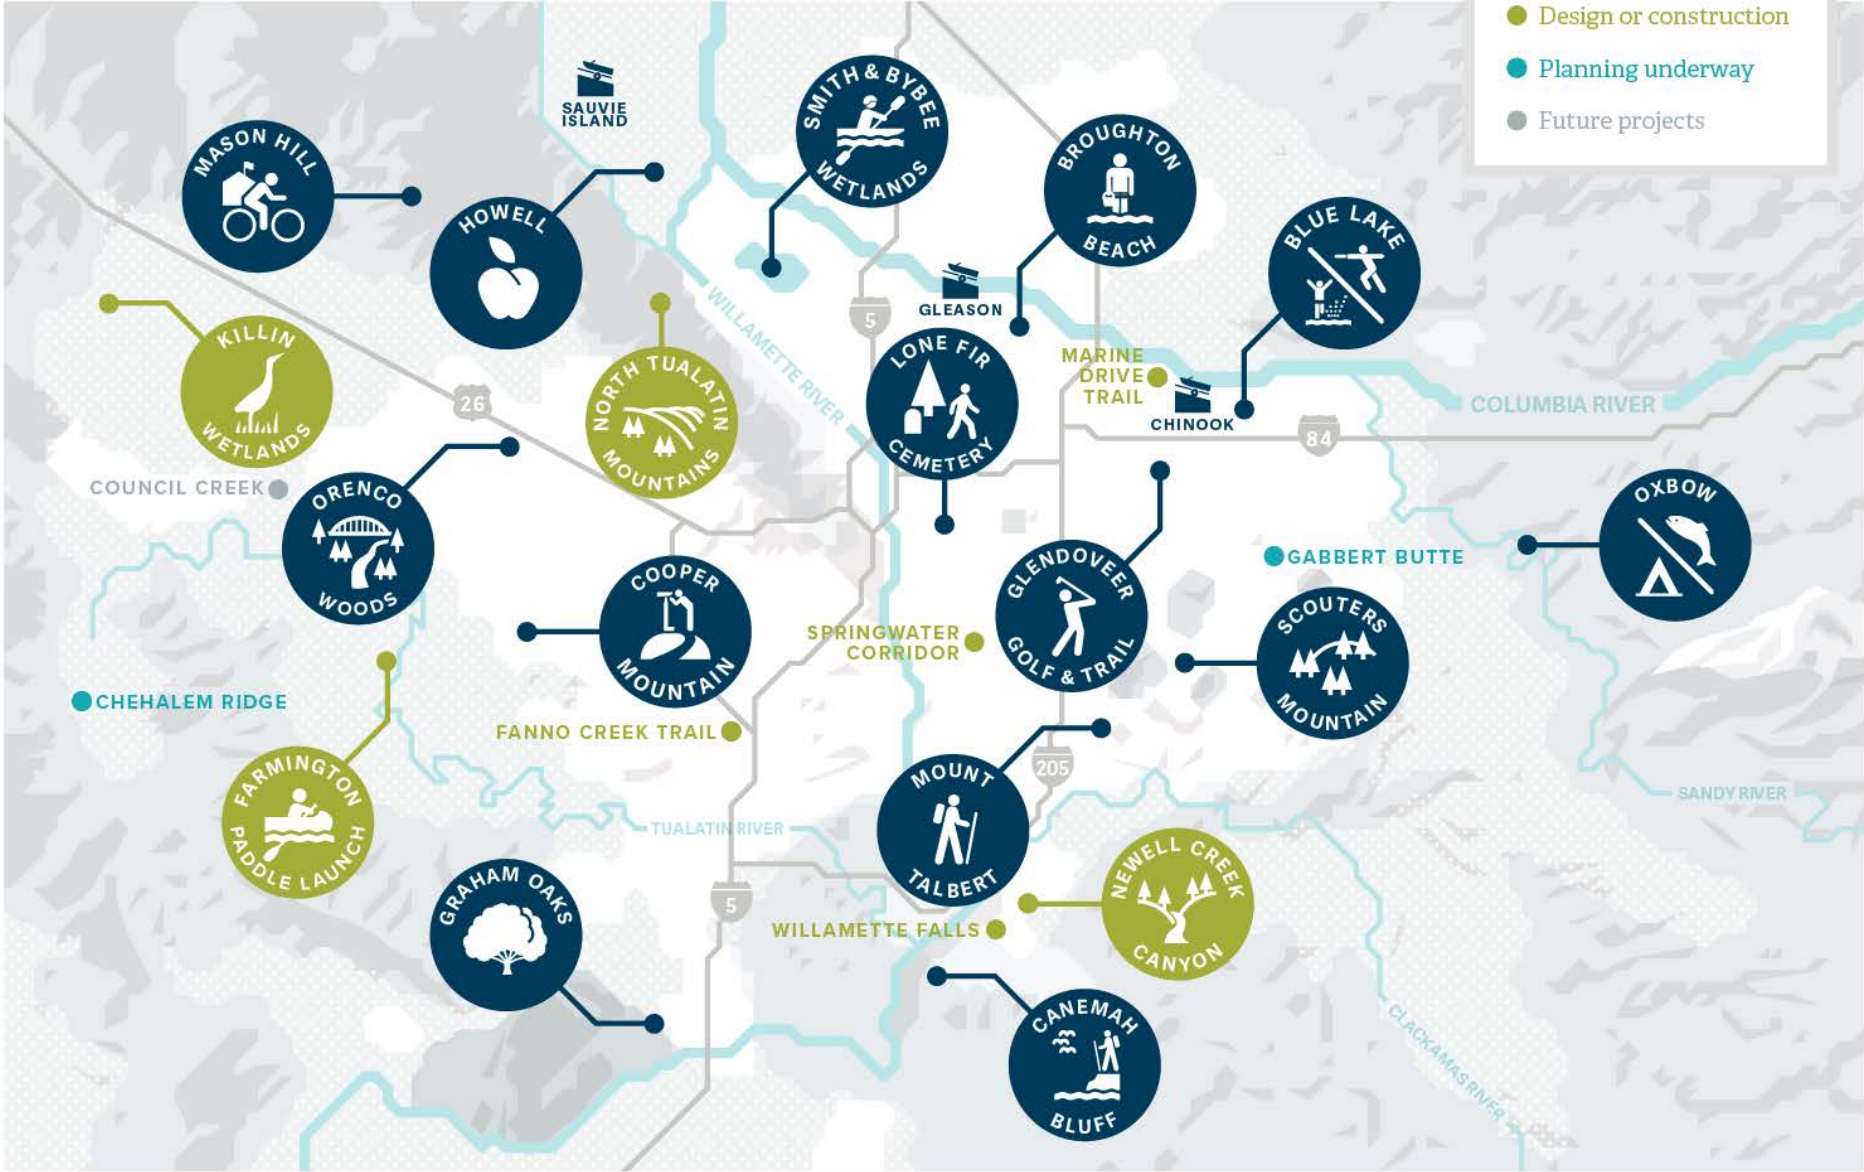 Design or construction
Planning underway
Future projects
SAUVIE
ISLAND
SMITH & BYBEE
WETLANDS
MASON HILL
BROUGHTON
BEACH
HOWELL
BLUE LAKE
GLEASON
5
WILLAMETTE RIVER
KILLIN
WETLANDS
NORTH TUALATIN
MOUNTAINS
LONE FIR
CEMETERY
MARINE
DRIVE
TRAIL
CHINOOK
COLUMBIA RIVER
26
84
COUNCIL CREEK
ORENCO
WOODS
OXBOW
GABBERT BUTTE
COOPER
MOUNTAIN
GLENDOVEER
GOLF & TRAIL
SCOUTERS
MOUNTAIN
SPRINGWATER
CORRIDOR
CHEHALEM RIDGE
FANNO CREEK TRAIL
205
FARMINGTON
PADDLE LAUNCH
MOUNT
TALBERT
SANDY RIVER
TUALATIN RIVER
GRAHAM OAKS
5
NEWELL CREEK
CANYON
WILLAMETTE FALLS
CANEMAH
BLUFF
CLACKAMAS RIVER